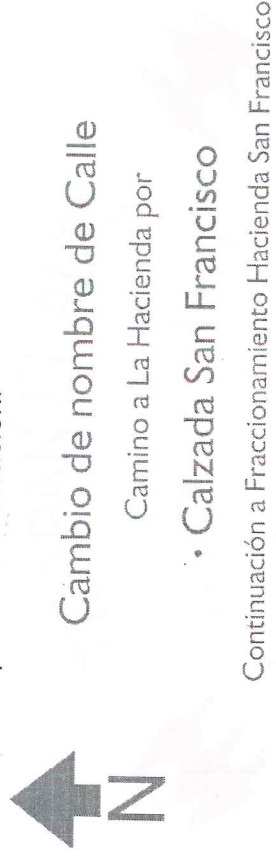 Cambio de nombre de Calle
Camino a La Hacienda por
• Calzada San Francisco
Continuación a Fraccionamiento Hacienda San Francisco
N